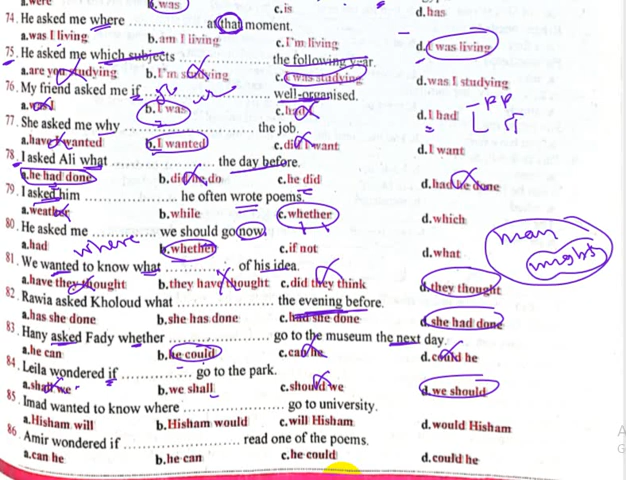 a.were b.was c.is d.has
74. He asked me where .................. at that moment.
a.was I living b.am I living c.I'm living d.I was living
75. He asked me which subjects .................. the following year.
a.are you studying b.I'm studying c.I was studying d.was I studying
76. My friend asked me if .................. well-organised.
b.I was c.had d.I had
77. She asked me why .................. the job.
a.have I wanted b.I wanted c.did I want d.I want
78. I asked Ali what .................. the day before.
a.he had done b.did he do c.he did d.had he done
79. I asked him .................. he often wrote poems.
a.weather b.while c.whether d.which
80. He asked me .................. we should go now.
where
a.had b.whether c.if not d.what
81. We wanted to know what .................. of his idea.
a.have they thought b.they have thought c.did they think d.they thought
82. Rawia asked Kholoud what .................. the evening before.
a.has she done b.she has done c.had she done d.she had done
83. Hany asked Fady whether .................. go to the museum the next day.
a.he can b.he could c.can he d.could he
84. Leila wondered if .................. go to the park.
a.shall we b.we shall c.should we d.we should
85. Imad wanted to know where .................. go to university.
a.Hisham will b.Hisham would c.will Hisham d.would Hisham
86. Amir wondered if .................. read one of the poems.
a.can he b.he can c.he could d.could he